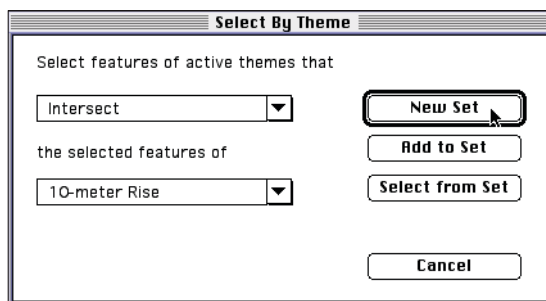 Select By Theme
Select features of active themes that
Intersect
New Set
the selected features of
Add to Set
10-meter Rise
Select from Set
Cancel